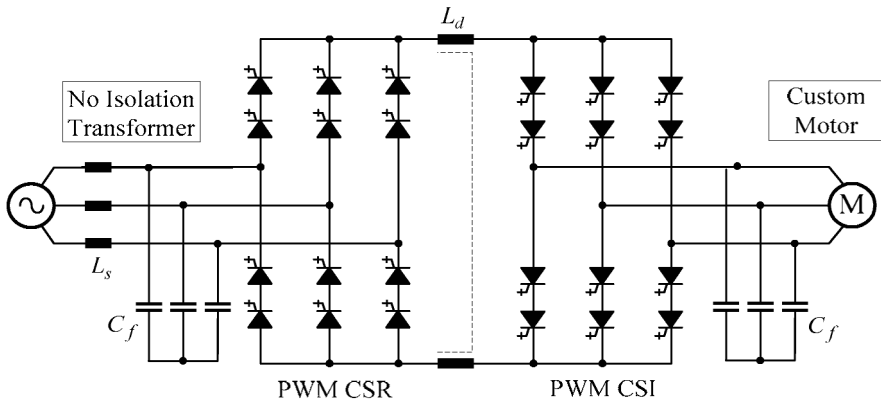 L_d
No Isolation
Transformer
Custom
Motor
M
L_s
C_f
C_f
PWM CSR
PWM CSI